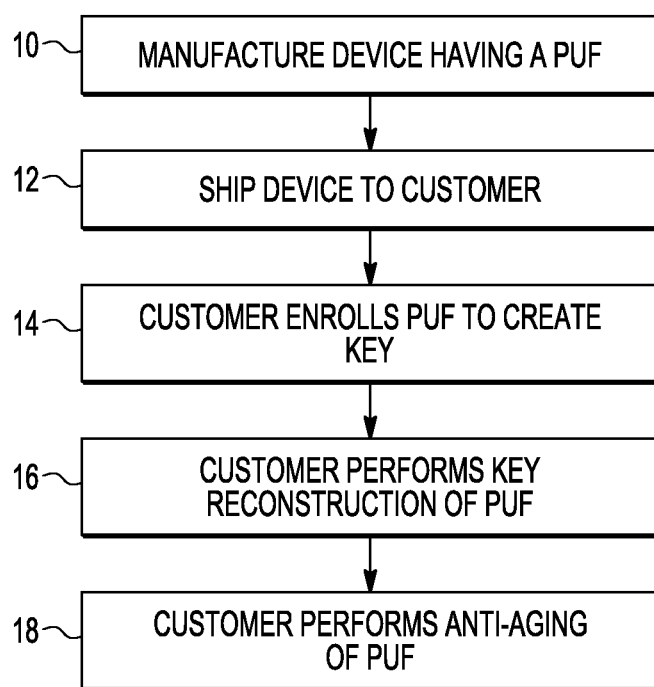 10
MANUFACTURE DEVICE HAVING A PUF
12
SHIP DEVICE TO CUSTOMER
14
CUSTOMER ENROLLS PUF TO CREATE
KEY
16
CUSTOMER PERFORMS KEY
RECONSTRUCTION OF PUF
18
CUSTOMER PERFORMS ANTI-AGING
OF PUF